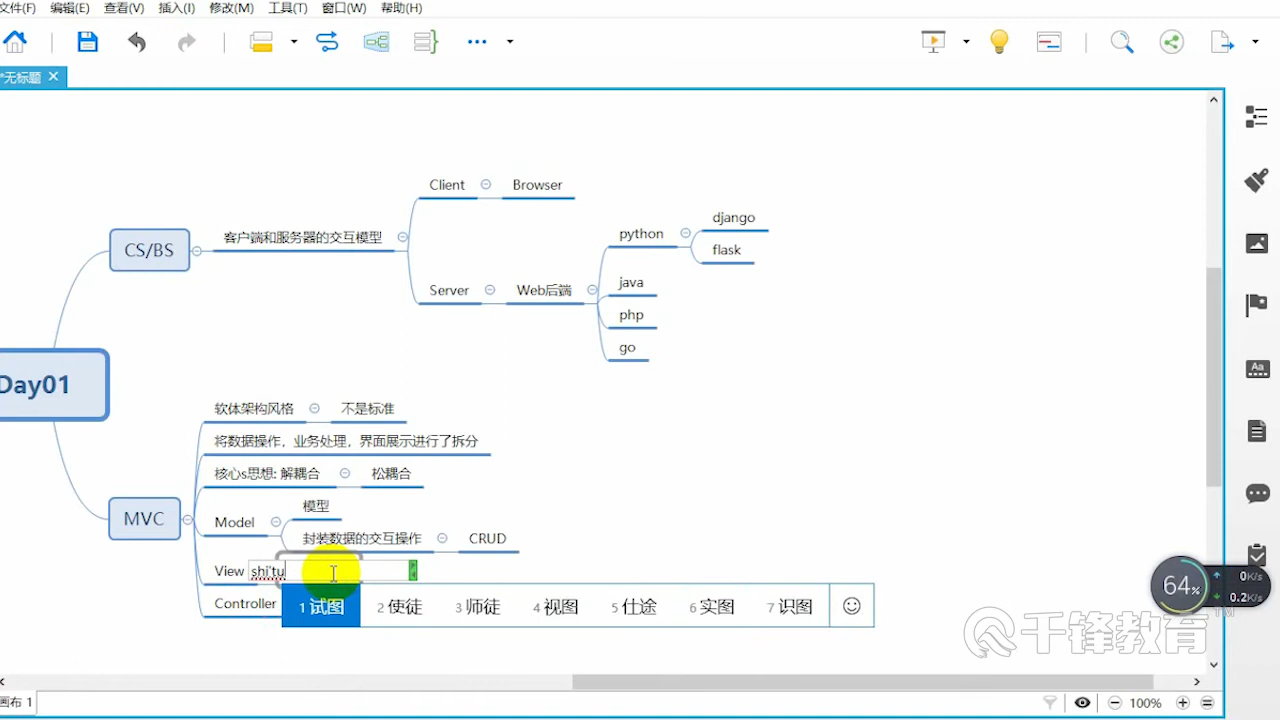 文件(F) 编辑(E) 查看(V) 插入(I) 修改(M) 工具(T) 窗口(W) 帮助(H)
*无标题
Client Browser
django
python
CS/BS 客户端和服务器的交互模型
flask
java
Server Web后端
php
go
Day01
软体架构风格 不是标准
将数据操作，业务处理，界面展示进行了拆分
核心s思想: 解耦合 松耦合
模型
MVC
Model
封装数据的交互操作 CRUD
View shi'tu
Controller
1 试图 2 使徒 3 师徒 4 视图 5 仕途 6 实图 7 识图
64%
0K/s
0.2K/s
千锋教育 TM
画布 1
100%